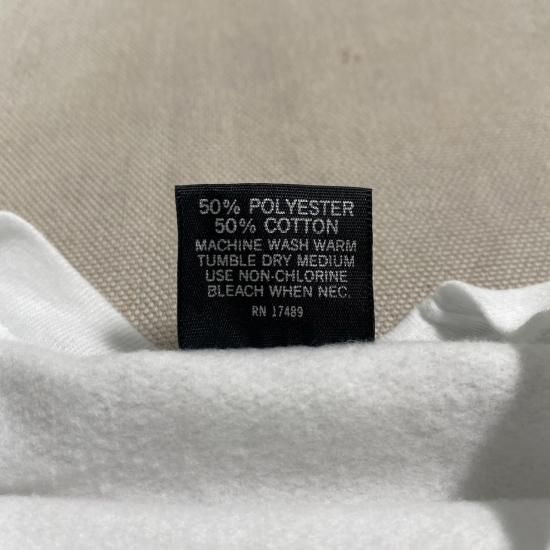 50% POLYESTER
50% COTTON
MACHINE WASH WARM
TUMBLE DRY MEDIUM
USE NON-CHLORINE
BLEACH WHEN NEC.
RN 17489